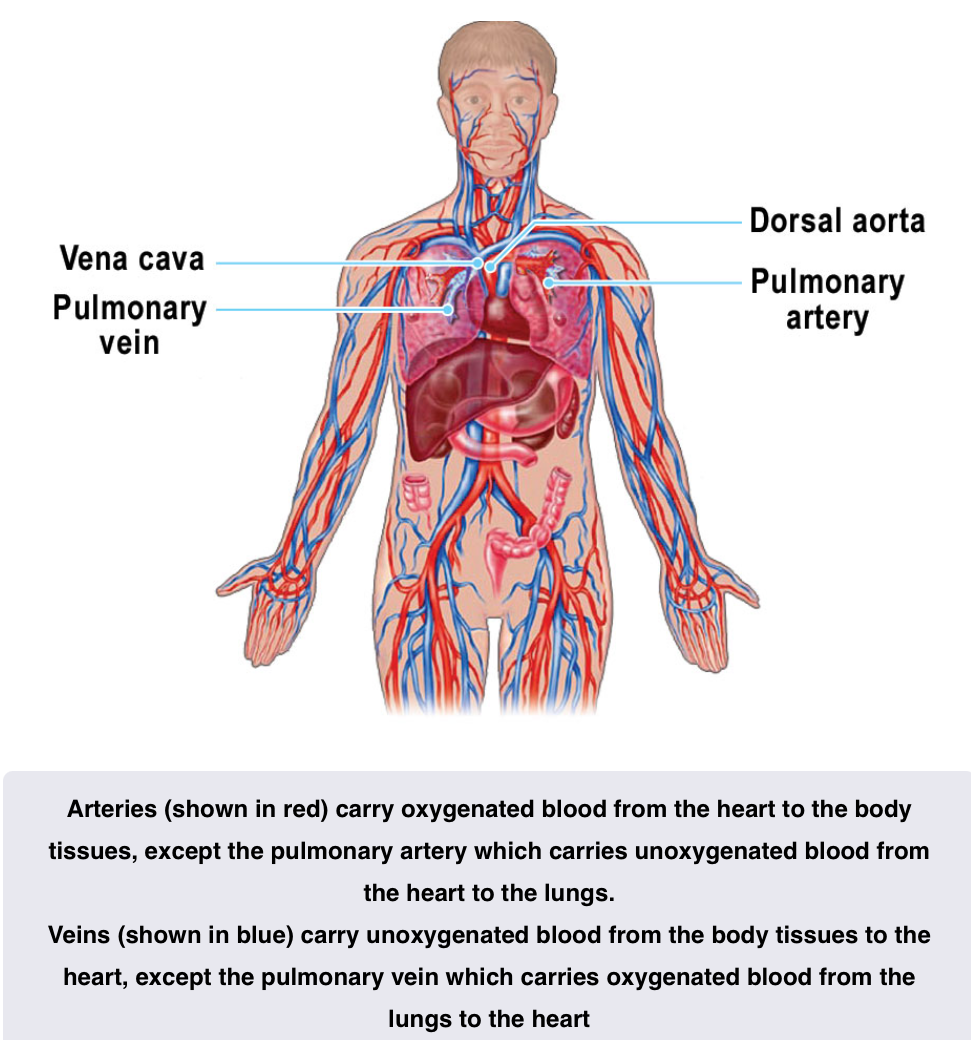 Dorsal aorta
Vena cava
Pulmonary
artery
Pulmonary
vein
Arteries (shown in red) carry oxygenated blood from the heart to the body
tissues, except the pulmonary artery which carries unoxygenated blood from
the heart to the lungs.
Veins (shown in blue) carry unoxygenated blood from the body tissues to the
heart, except the pulmonary vein which carries oxygenated blood from the
lungs to the heart